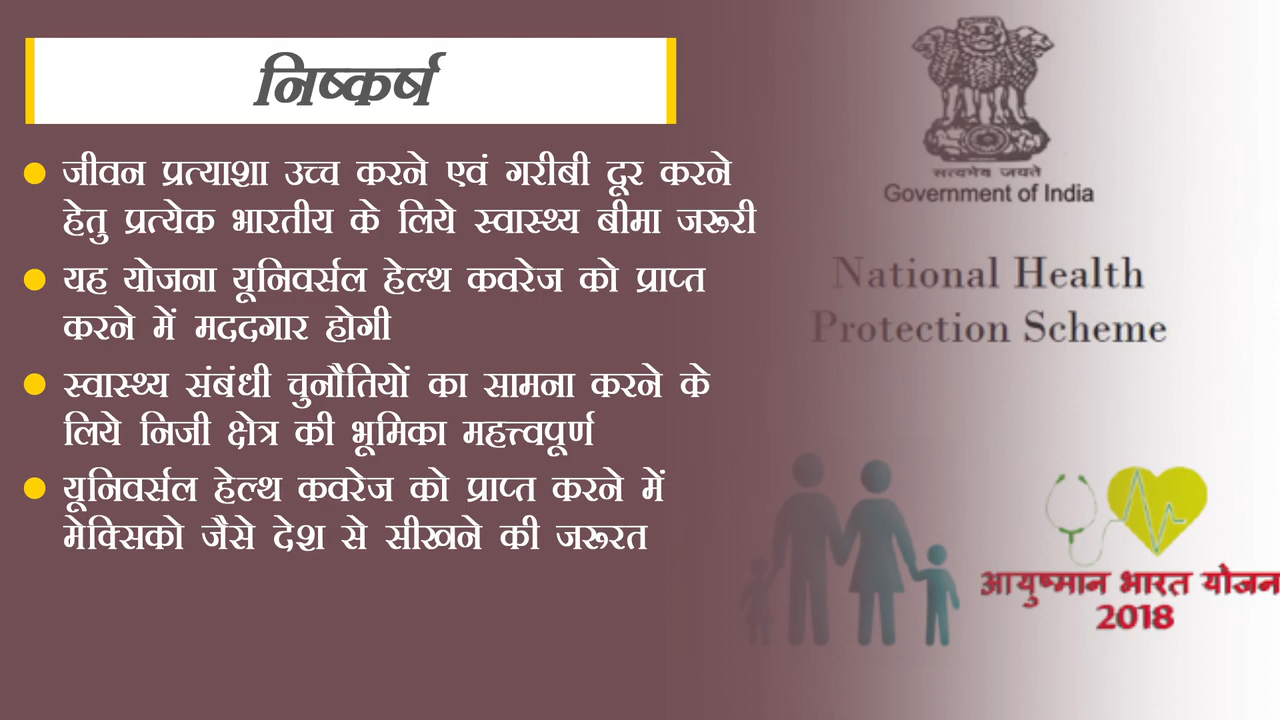 निष्कर्ष
जीवन प्रत्याशा उच्च करने एवं गरीबी दूर करने
हेतु प्रत्येक भारतीय के लिये स्वास्थ्य बीमा जरूरी
यह योजना यूनिवर्सल हेल्थ कवरेज को प्राप्त
करने में मददगार होगी
स्वास्थ्य संबंधी चुनौतियों का सामना करने के
लिये निजी क्षेत्र की भूमिका महत्त्वपूर्ण
यूनिवर्सल हेल्थ कवरेज को प्राप्त करने में
मेक्सिको जैसे देश से सीखने की जरूरत
सत्यमेव जयते
Government of India
National Health
Protection Scheme
आयुष्मान भारत योजन
2018